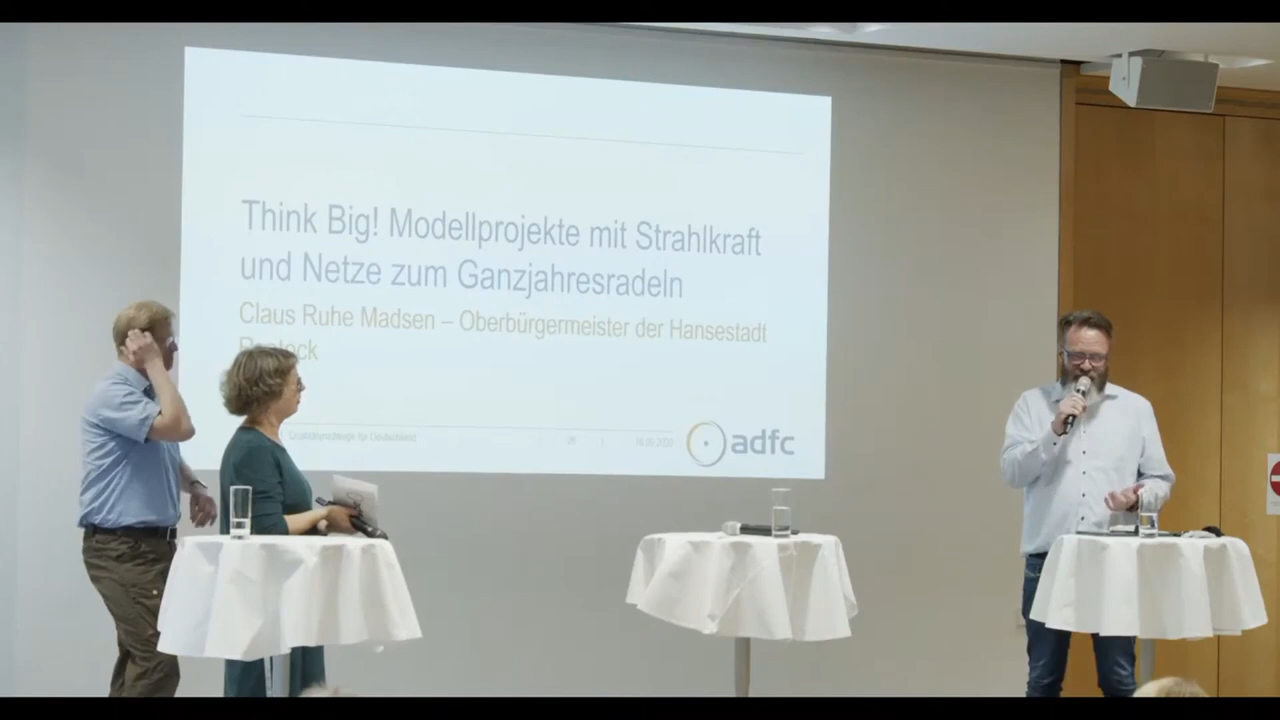 Think Big! Modellprojekte mit Strahlkraft
und Netze zum Ganzjahresradeln
Claus Ruhe Madsen – Oberbürgermeister der Hansestadt
adfc